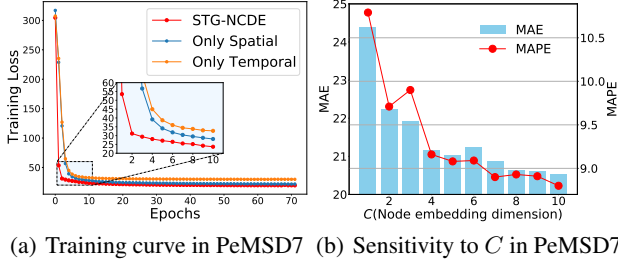 300
250
200
150
100
50
Training Loss
STG-NCDE
Only Spatial
Only Temporal
60
55
50
45
40
35
30
25
20
2 4 6 8 10
0 10 20 30 40 50 60 70
Epochs
(a) Training curve in PeMSD7
25
24
23
22
21
20
MAE
MAE
MAPE
10.5
10.0
9.5
9.0
MAPE
2 4 6 8 10
C(Node embedding dimension)
(b) Sensitivity to C in PeMSD7